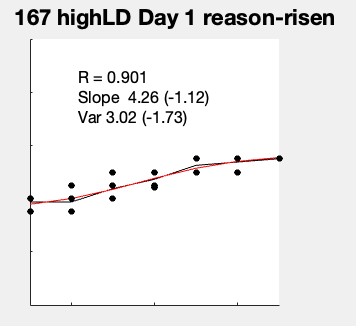 167 highLD Day 1 reason-risen
R = 0.901
Slope  4.26 (-1.12)
Var 3.02 (-1.73)